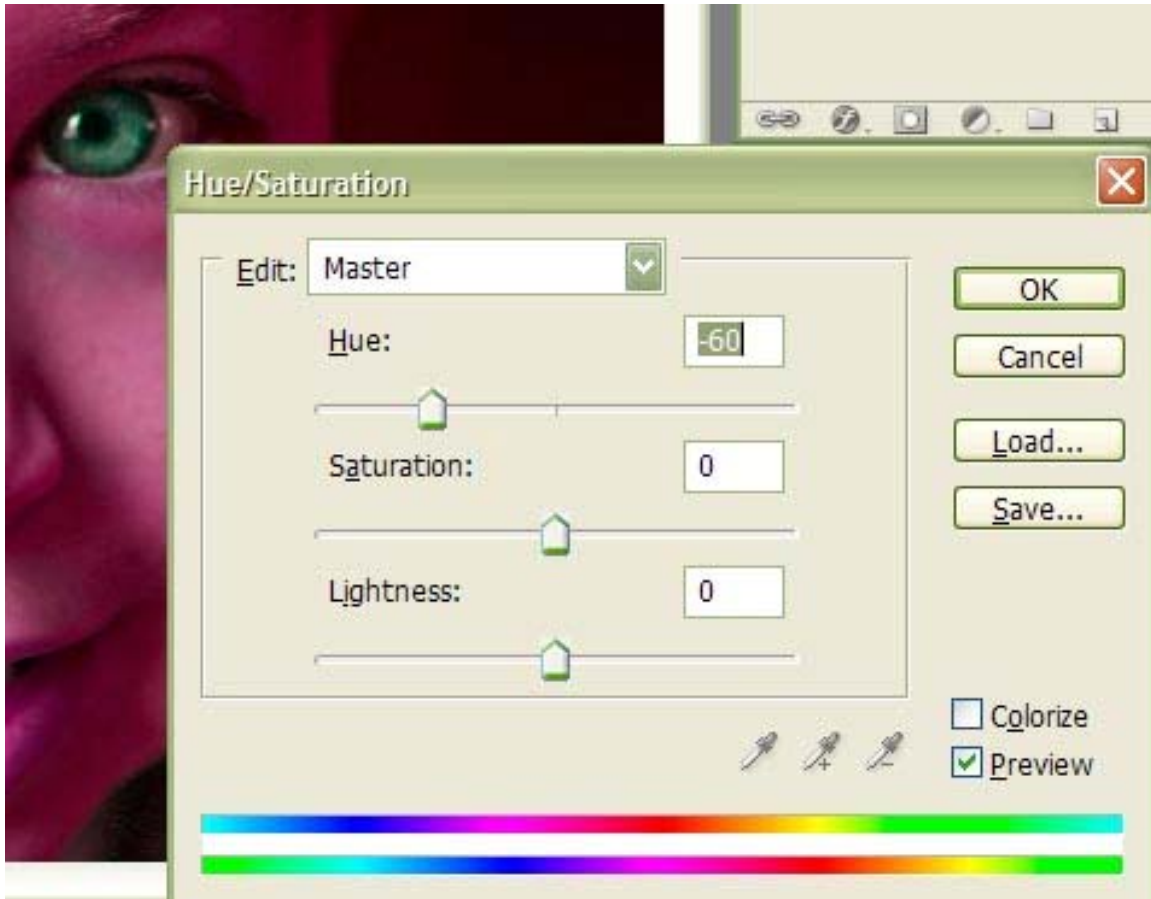 Hue/Saturation
Edit: Master
Hue: -60
Saturation: 0
Lightness: 0
OK
Cancel
Load...
Save...
Colorize
Preview